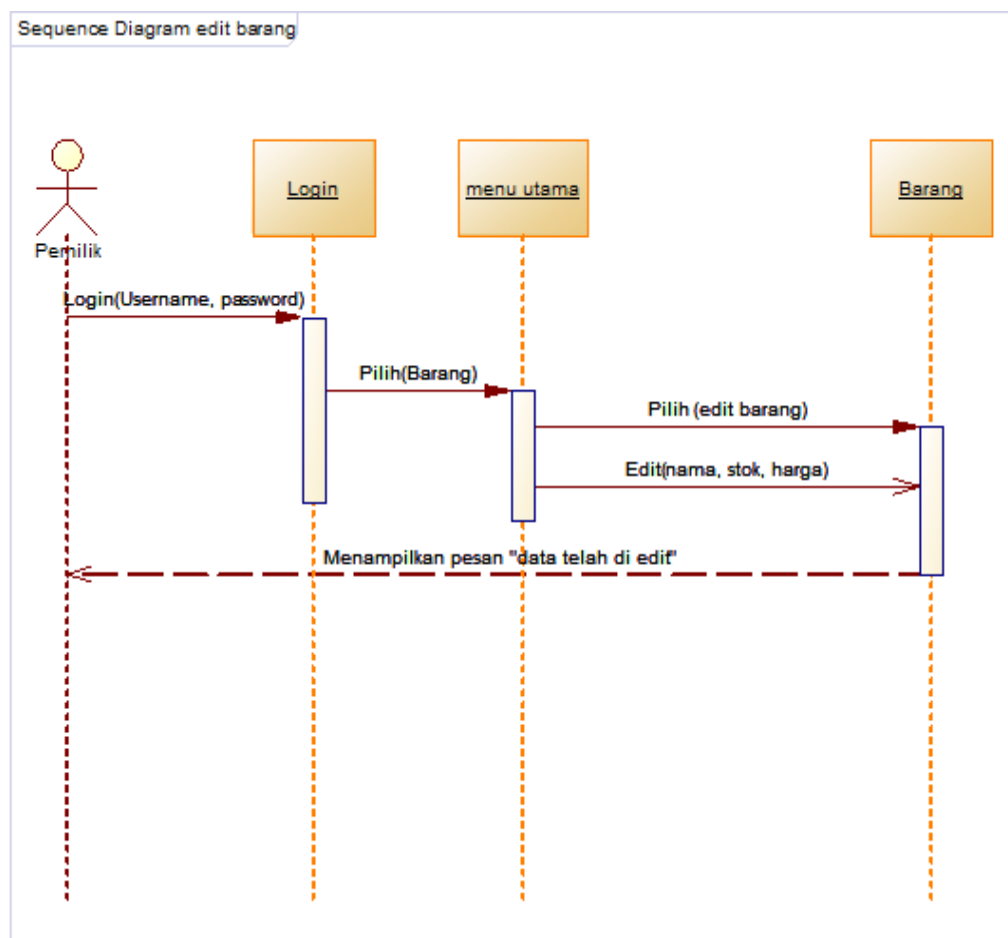 Sequence Diagram edit barang
Login
menu utama
Barang
Pemilik
Login(Username, password)
Pilih(Barang)
Pilih (edit barang)
Edit(nama, stok, harga)
Menampilkan pesan "data telah di edit"